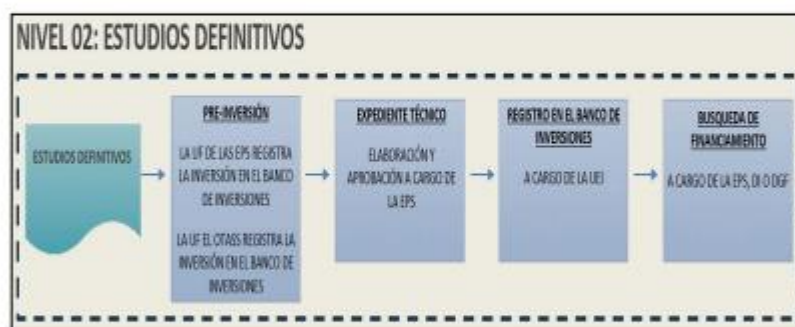 NIVEL 02: ESTUDIOS DEFINITIVOS
ESTUDIOS DEFINITIVOS
PRE-INVERSIÓN
LA UF DE LAS EPS REGISTRA
LA INVERSIÓN EN EL BANCO
DE INVERSIONES
LA UF EL OTASS REGISTRA LA
INVERSIÓN EN EL BANCO DE
INVERSIONES
EXPEDIENTE TÉCNICO
ELABORACIÓN Y
APROBACIÓN A CARGO DE
LA EPS
REGISTRO EN EL BANCO DE
INVERSIONES
A CARGO DE LA UEI
BUSQUEDA DE
FINANCIAMIENTO
A CARGO DE LA EPS, DI O DGF